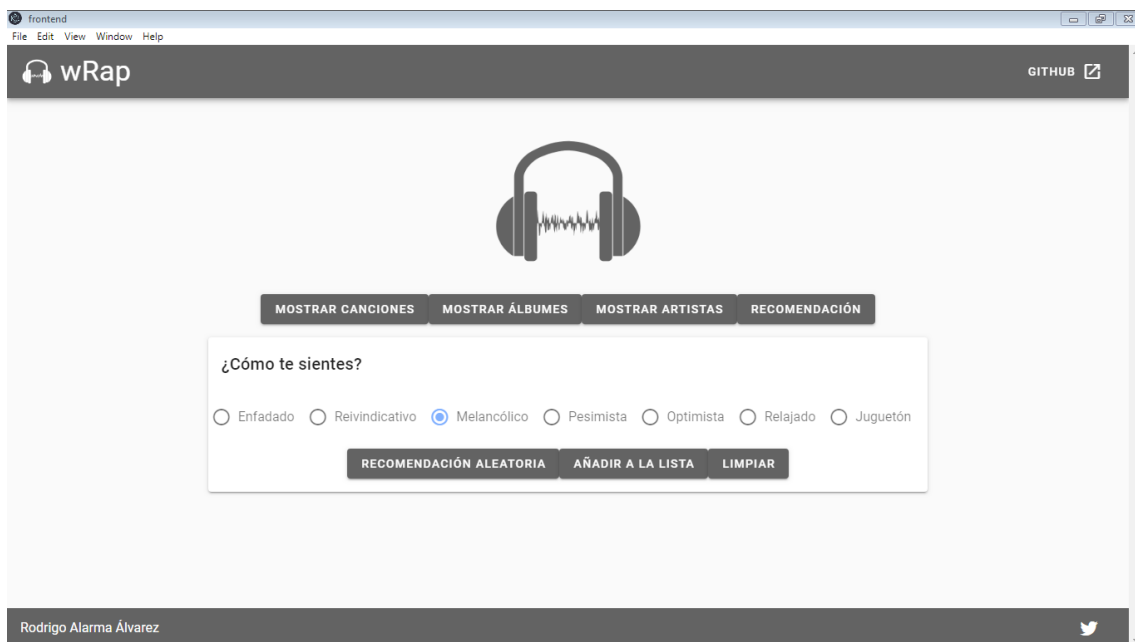 frontend
File Edit View Window Help
wRap
GITHUB
MOSTRAR CANCIONES MOSTRAR ÁLBUMES MOSTRAR ARTISTAS RECOMENDACIÓN
¿Cómo te sientes?
Enfadado Reivindicativo Melancólico Pesimista Optimista Relajado Juguetón
RECOMENDACIÓN ALEATORIA AÑADIR A LA LISTA LIMPIAR
Rodrigo Alarma Álvarez